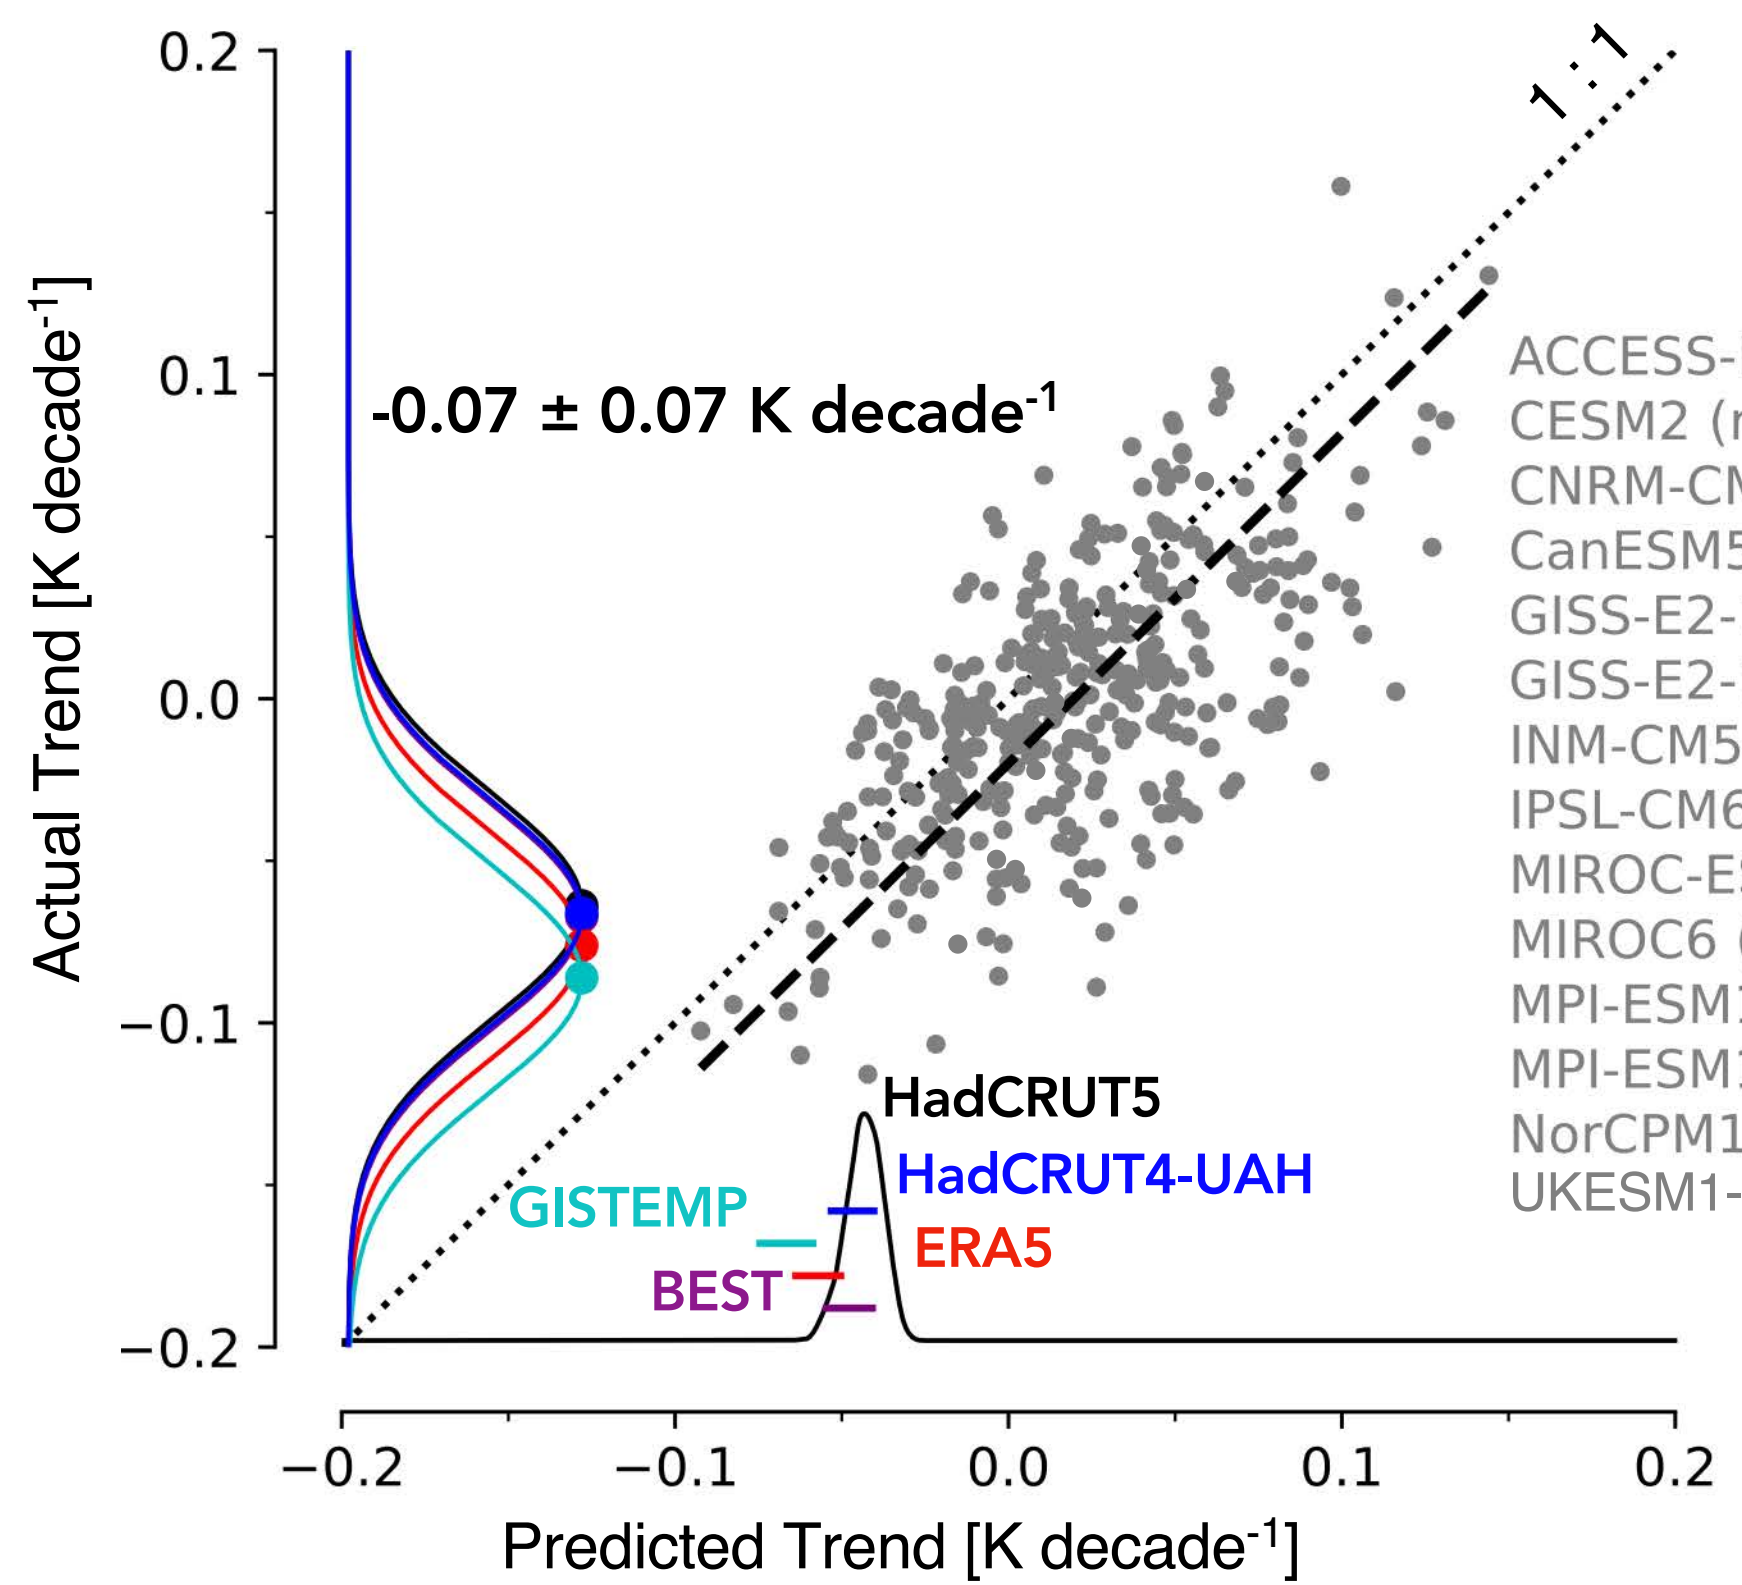 0.2
0.1
0.0
−0.1
−0.2
Actual Trend [K decade-1]
1 : 1
-0.07 ± 0.07 K decade-1
ACCESS-
CESM2 (
CNRM-CM
CanESM5
GISS-E2-
GISS-E2-
INM-CM5
IPSL-CM6
MIROC-ES
MIROC6 (
MPI-ESM1
MPI-ESM1
NorCPM1
UKESM1-
HadCRUT5
HadCRUT4-UAH
GISTEMP
ERA5
BEST
−0.2 −0.1 0.0 0.1 0.2
Predicted Trend [K decade-1]